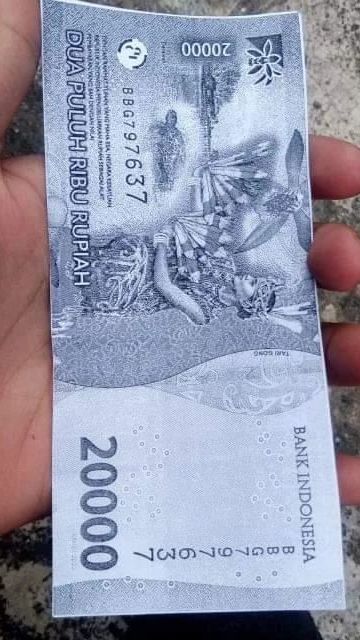 20000
BBG797637
DUA PULUH RIBU RUPIAH
TARI GONG
BANK INDONESIA
BBG797637
20000